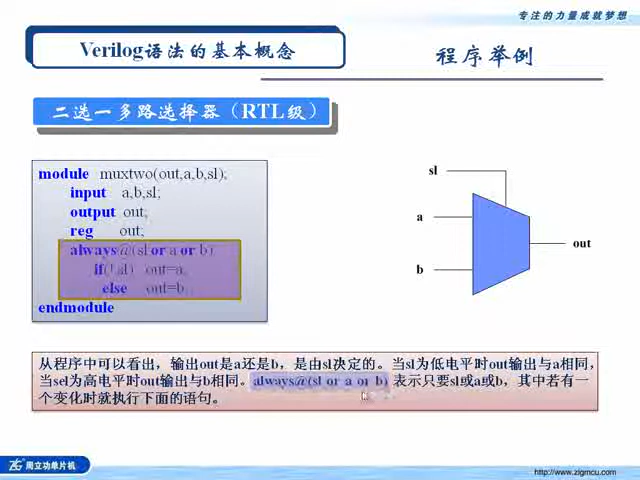 专注的力量成就梦想
Verilog语法的基本概念
程序举例
二选一多路选择器（RTL级）
module muxtwo(out,a,b,sl);
input a,b,sl;
output out;
reg out;
always@(sl or a or b)
if(!sl) out=a;
else out=b;
endmodule
sl
a
b
out
从程序中可以看出，输出out是a还是b，是由sl决定的。当sl为低电平时out输出与a相同，
当sel为高电平时out输出与b相同。always@(sl or a or b) 表示只要sl或a或b，其中若有一
个变化时就执行下面的语句。
周立功单片机
http://www.zlgmcu.com